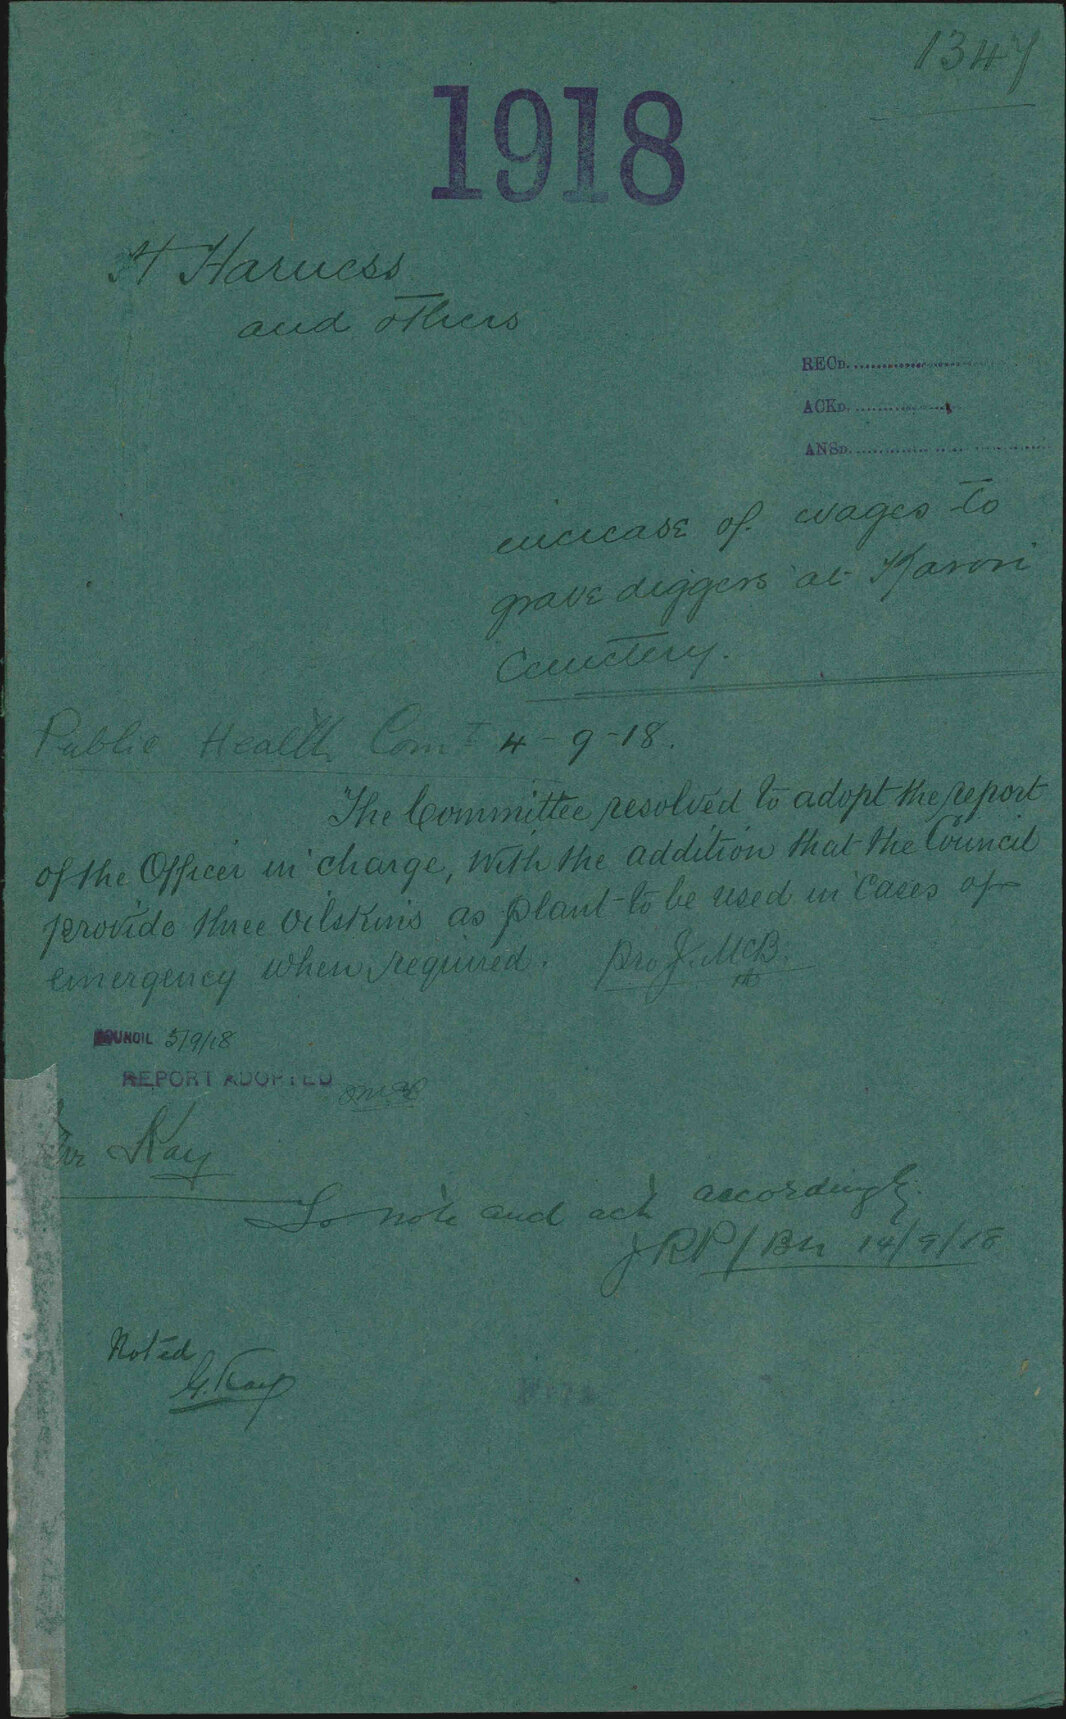 1347
1918
H Harness
and others
RECD.
ACKD.
ANSD.
increase of wages to
grave diggers at Karori
Cemetery.
Public Health Comt 4-9-18.
The Committee resolved to adopt the report
of the Officer in charge, with the addition that the Council
provide three oilskins as plant to be used in cases of
emergency when required. pro J. McB.
COUNCIL 5/9/18
REPORT ADOPTED
Kay
To note and act accordingly.
JRP/BH 14/9/18
Noted
G. Kay